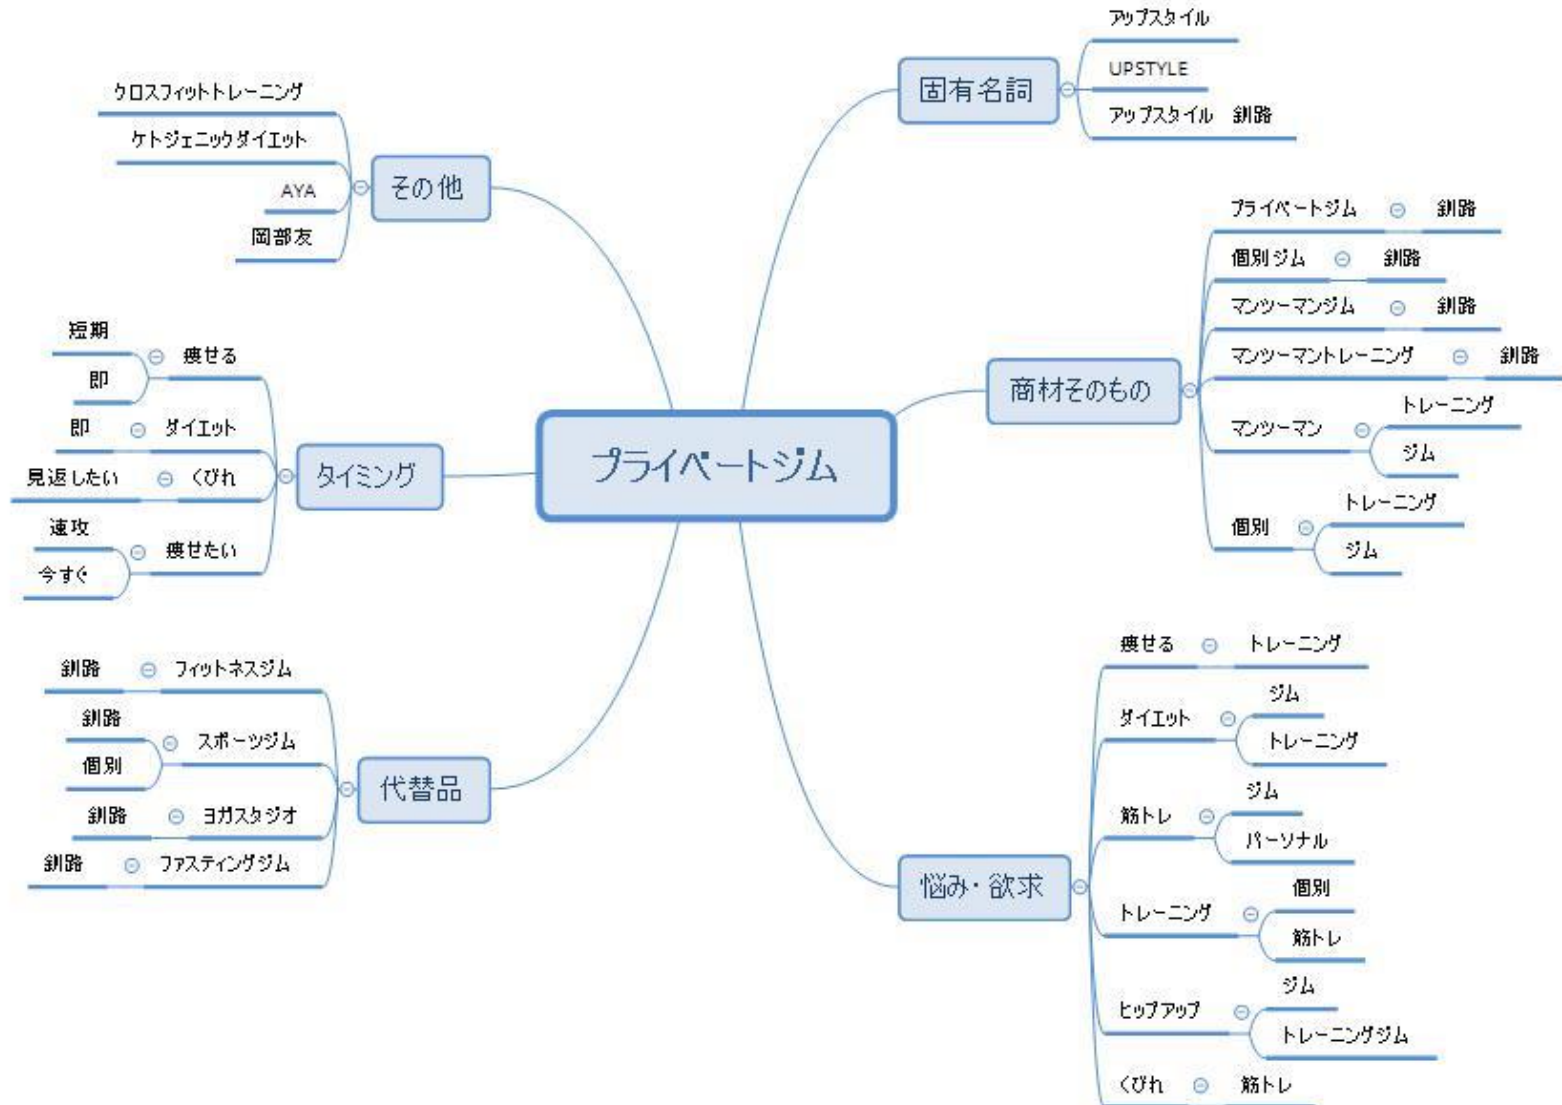 プライベートジム
固有名詞
アップスタイル
UPSTYLE
アップスタイル 釧路
商材そのもの
プライベートジム 釧路
個別ジム 釧路
マンツーマンジム 釧路
マンツーマントレーニング 釧路
マンツーマン
トレーニング
ジム
個別
トレーニング
ジム
悩み・欲求
痩せる トレーニング
ダイエット
ジム
トレーニング
筋トレ
ジム
パーソナル
トレーニング
個別
筋トレ
ヒップアップ
ジム
トレーニングジム
くびれ 筋トレ
その他
クロスフィットトレーニング
ケトジェニックダイエット
AYA
岡部友
タイミング
痩せる
短期
即
ダイエット
即
くびれ
見返したい
痩せたい
速攻
今すぐ
代替品
フィットネスジム
釧路
スポーツジム
釧路
個別
ヨガスタジオ
釧路
ファスティングジム
釧路